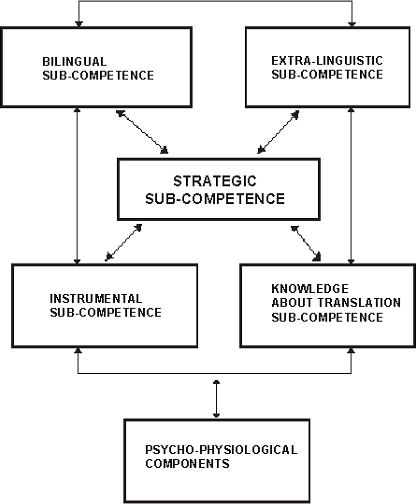 BILINGUAL
SUB-COMPETENCE
EXTRA-LINGUISTIC
SUB-COMPETENCE
STRATEGIC
SUB-COMPETENCE
INSTRUMENTAL
SUB-COMPETENCE
KNOWLEDGE
ABOUT TRANSLATION
SUB-COMPETENCE
PSYCHO-PHYSIOLOGICAL
COMPONENTS